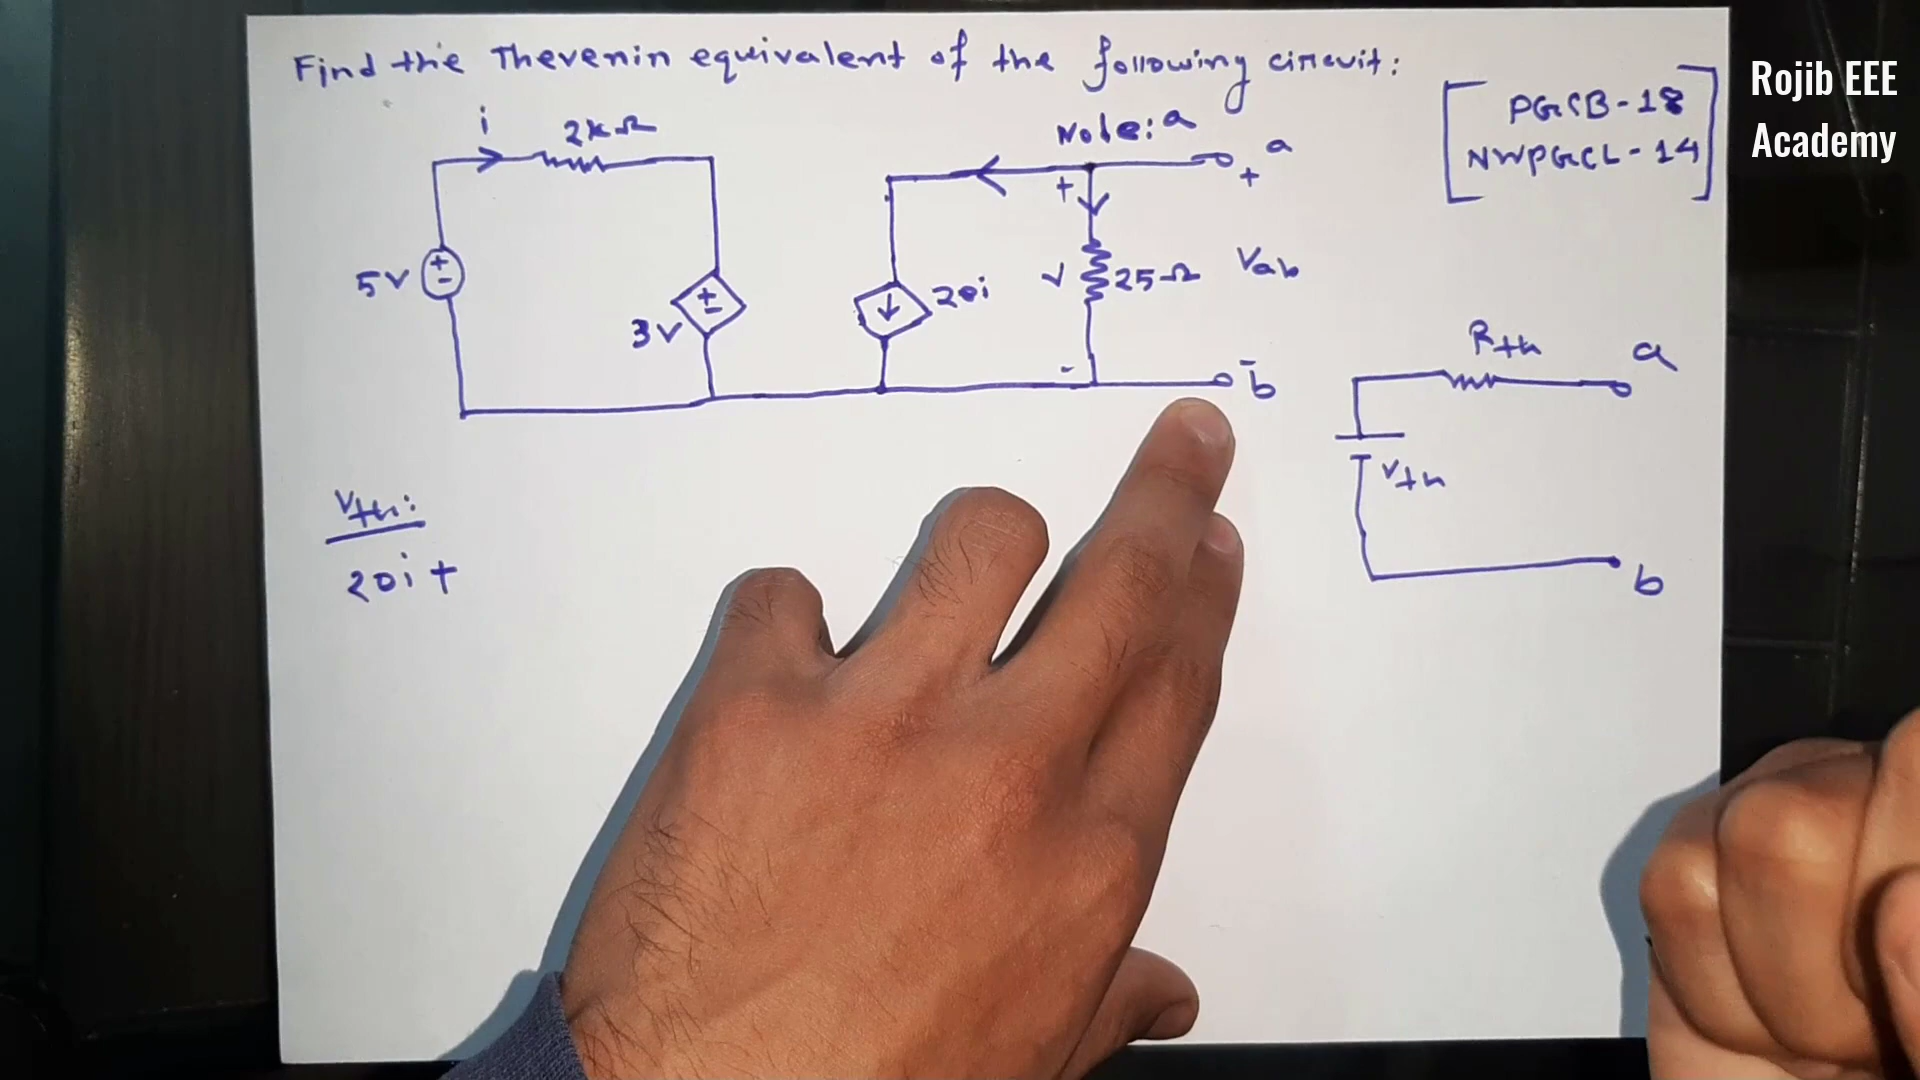 Find the Thevenin equivalent of the following circuit:
Rojib EEE
Academy
[PGCB-18
NWPGCL-14]
i
2kΩ
Node: a
a
+
+
5V
+
-
+
-
3V
20i
V
25Ω
Vab
-
-
b
Rth
a
Vth
b
Vth:
20i +